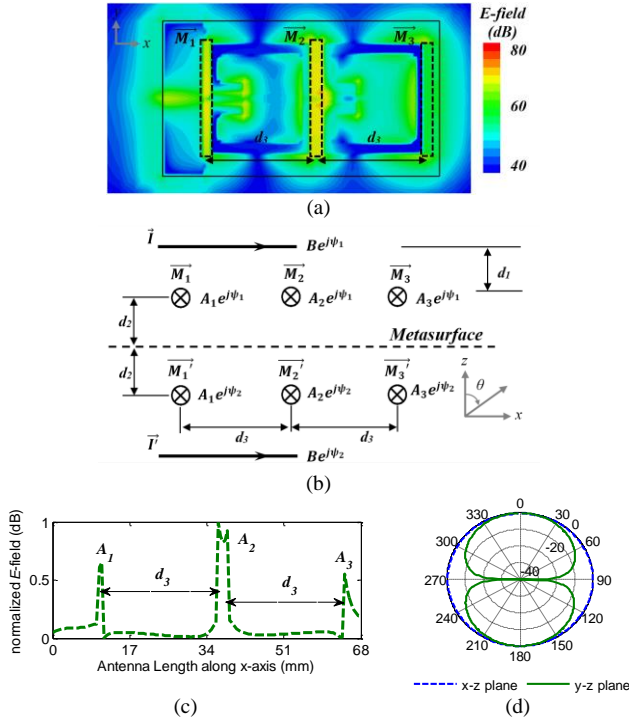 y
x
M₁
M₂
M₃
d₃
d₃
E-field
(dB)
80
60
40
(a)
I
Be^{jψ₁}
d₁
M₁
M₂
M₃
A₁e^{jψ₁}
A₂e^{jψ₁}
A₃e^{jψ₁}
d₂
Metasurface
d₂
M₁'
M₂'
M₃'
A₁e^{jψ₂}
A₂e^{jψ₂}
A₃e^{jψ₂}
z
θ
x
d₃
d₃
I'
Be^{jψ₂}
(b)
normalized E-field (dB)
1
0.5
0
A₁
A₂
A₃
d₃
d₃
0 17 34 51 68
Antenna Length along x-axis (mm)
(c)
0
330 30
300 0 60
-20
270 -40 90
240 120
210 150
180
x-z plane y-z plane
(d)